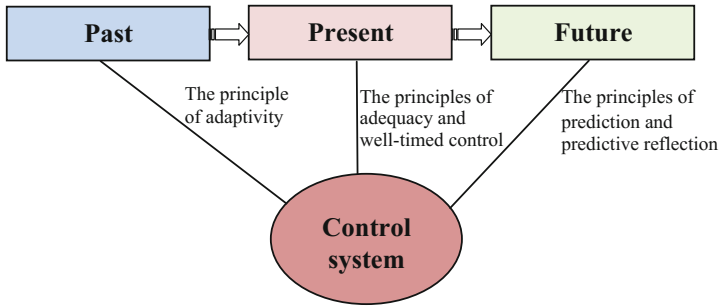 Past
Present
Future
The principle
of adaptivity
The principles of
adequacy and
well-timed control
The principles of
prediction and
predictive reflection
Control
system